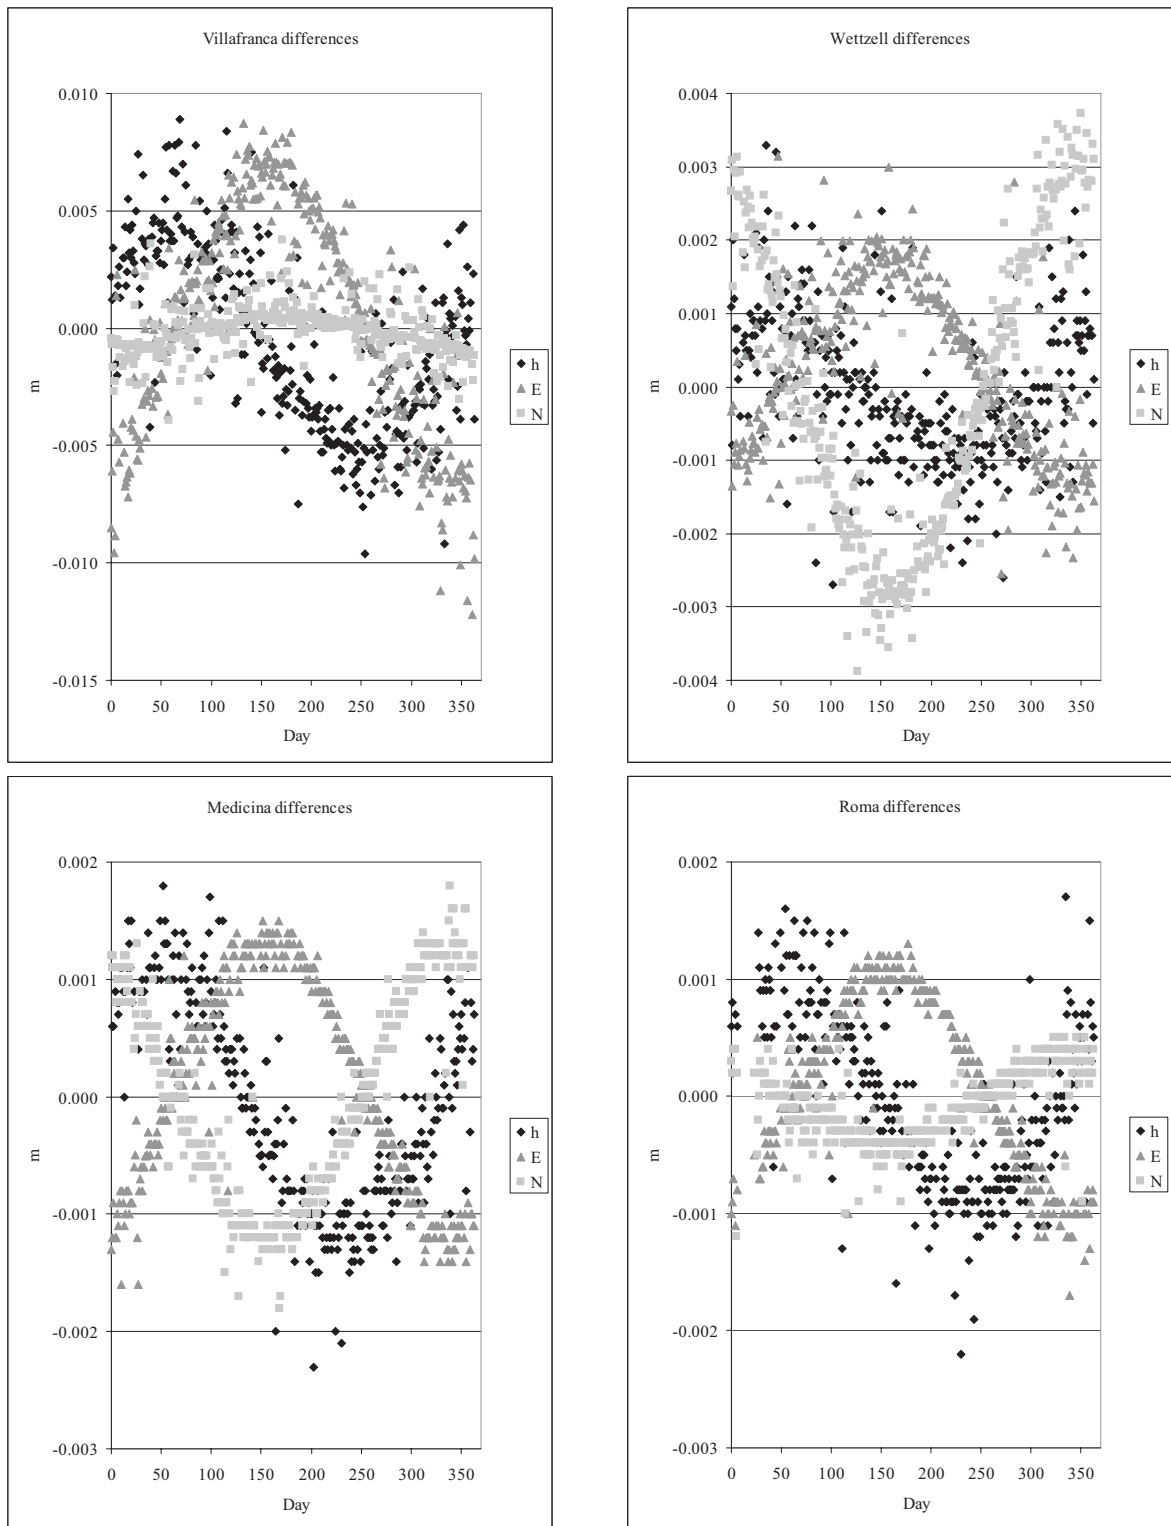 Villafranca differences
0.010
0.005
0.000
-0.005
-0.010
-0.015
m
0 50 100 150 200 250 300 350
Day
h
E
N
Wettzell differences
0.004
0.003
0.002
0.001
0.000
-0.001
-0.002
-0.003
-0.004
m
0 50 100 150 200 250 300 350
Day
h
E
N
Medicina differences
0.002
0.001
0.000
-0.001
-0.002
-0.003
m
0 50 100 150 200 250 300 350
Day
h
E
N
Roma differences
0.002
0.001
0.000
-0.001
-0.002
-0.003
m
0 50 100 150 200 250 300 350
Day
h
E
N